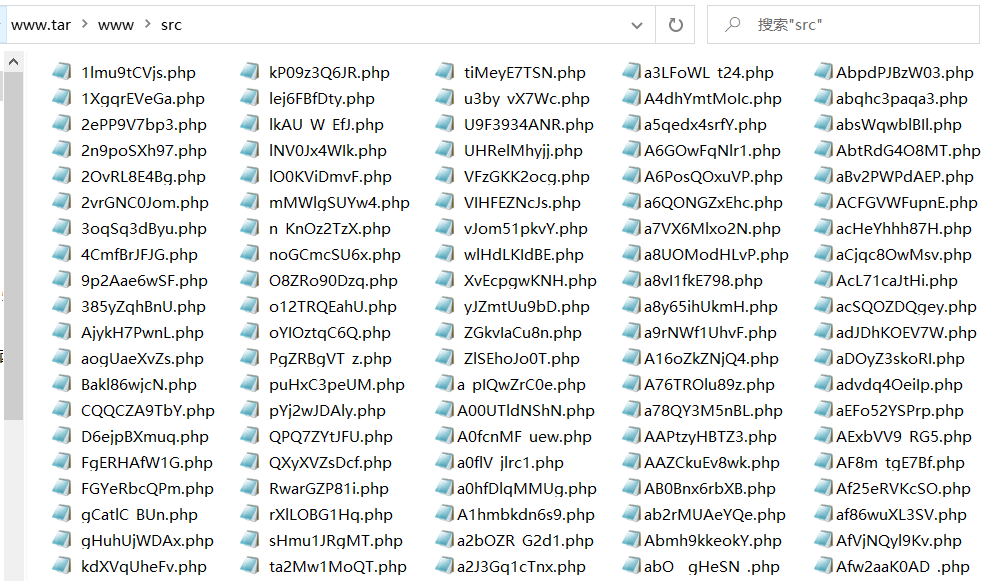 www.tar > www > src
搜索"src"
1lmu9tCVjs.php
1XgqrEVeGa.php
2ePP9V7bp3.php
2n9poSXh97.php
2OvRL8E4Bg.php
2vrGNC0Jom.php
3oqSq3dByu.php
4CmfBrJFJG.php
9p2Aae6wSF.php
385yZqhBnU.php
AjykH7PwnL.php
aogUaeXvZs.php
Bakl86wjcN.php
CQQCZA9TbY.php
D6ejpBXmuq.php
FgERHAfW1G.php
FGYeRbcQPm.php
gCatlC BUn.php
gHuhUjWDAx.php
kdXVqUheFv.php
kP09z3Q6JR.php
lej6FBfDty.php
lkAU W EfJ.php
lNV0Jx4WIk.php
lO0KViDmvF.php
mMWlgSUYw4.php
n KnOz2TzX.php
noGCmcSU6x.php
O8ZRo90Dzq.php
o12TRQEahU.php
oYIOztqC6Q.php
PgZRBgVT z.php
puHxC3peUM.php
pYj2wJDAly.php
QPQ7ZYtJFU.php
QXyXVZsDcf.php
RwarGZP81i.php
rXlLOBG1Hq.php
sHmu1JRgMT.php
ta2Mw1MoQT.php
tiMeyE7TSN.php
u3by vX7Wc.php
U9F3934ANR.php
UHRelMhyjj.php
VFzGKK2ocg.php
VIHFEZNcJs.php
vJom51pkvY.php
wlHdLKldBE.php
XvEcpgwKNH.php
yJZmtUu9bD.php
ZGkvIaCu8n.php
ZlSEhoJo0T.php
a pIQwZrC0e.php
A00UTldNShN.php
A0fcnMF uew.php
a0flV jlrc1.php
a0hfDlqMMUg.php
A1hmbkdn6s9.php
a2bOZR G2d1.php
a2J3Gq1cTnx.php
a3LFoWL t24.php
A4dhYmtMoIc.php
a5qedx4srfY.php
A6GOwFqNlr1.php
A6PosQOxuVP.php
a6QONGZxEhc.php
a7VX6Mlxo2N.php
a8UOModHLvP.php
a8vI1fkE798.php
a8y65ihUkmH.php
a9rNWf1UhvF.php
A16oZkZNjQ4.php
A76TROlu89z.php
a78QY3M5nBL.php
AAPtzyHBTZ3.php
AAZCkuEv8wk.php
AB0Bnx6rbXB.php
ab2rMUAeYQe.php
Abmh9kkeokY.php
abO gHeSN .php
AbpdPJBzW03.php
abqhc3paqa3.php
absWqwblBIl.php
AbtRdG4O8MT.php
aBv2PWPdAEP.php
ACFGVWFupnE.php
acHeYhhh87H.php
aCjqc8OwMsv.php
AcL71caJtHi.php
acSQOZDQgey.php
adJDhKOEV7W.php
aDOyZ3skoRI.php
advdq4OeiIp.php
aEFo52YSPrp.php
AExbVV9 RG5.php
AF8m tgE7Bf.php
Af25eRVKcSO.php
af86wuXL3SV.php
AfVjNQyl9Kv.php
Afw2aaK0AD .php